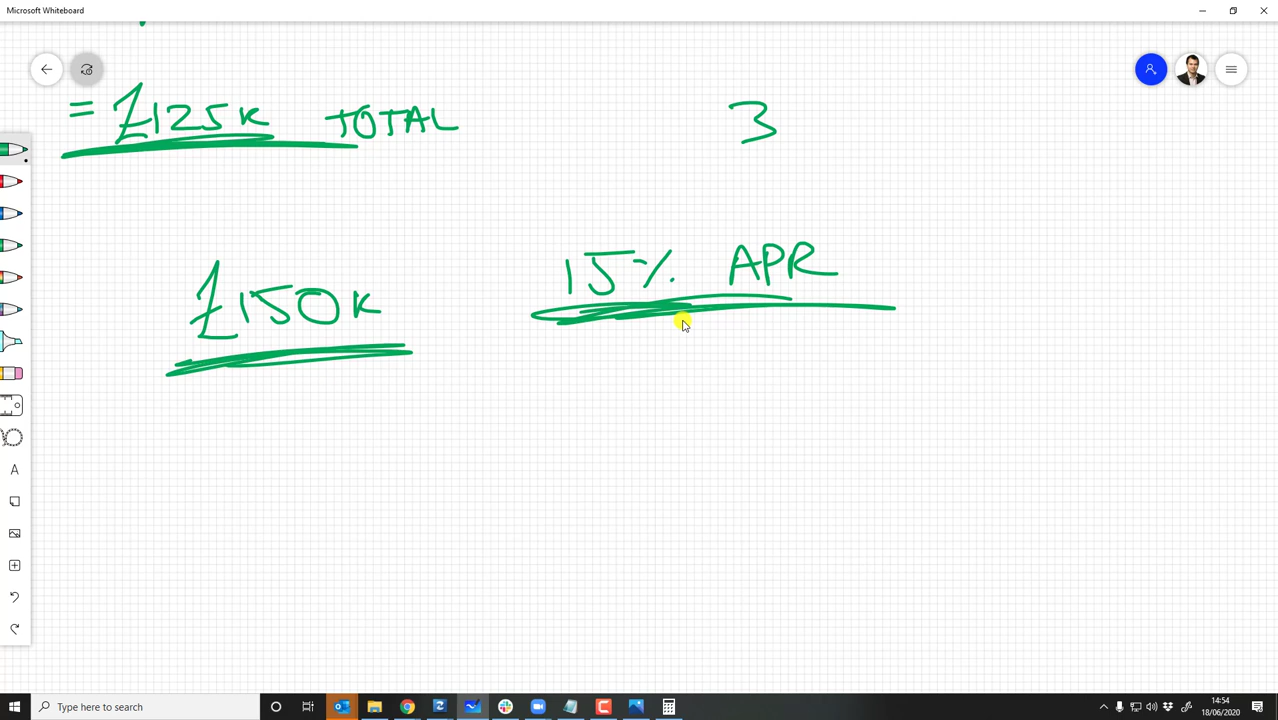 Microsoft Whiteboard
= £125K TOTAL
3
15% APR
£150K
A
Type here to search
14:54
18/06/2020